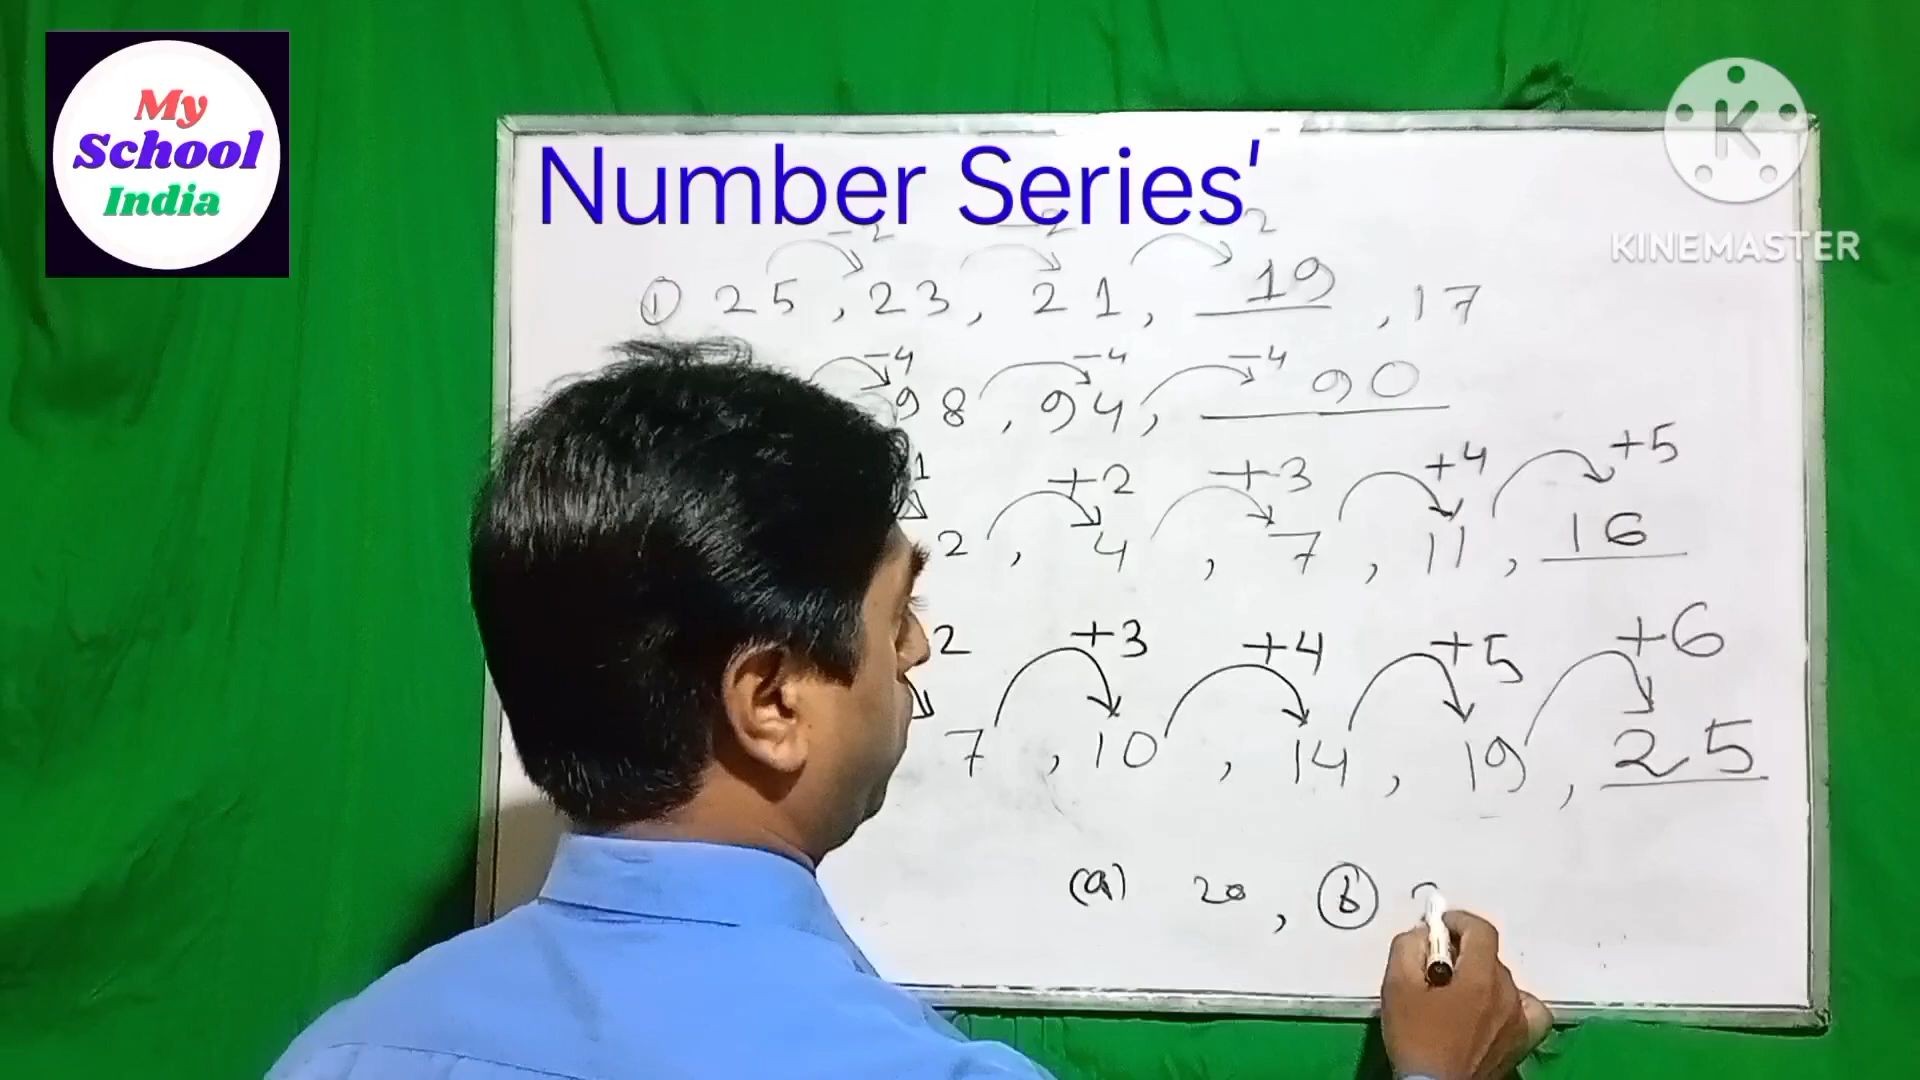 My
School
India
KINEMASTER
Number Series'
-2 -2 2
① 25, 23, 21, 19, 17
-4 -4 -4
98, 94, 90
1 +2 +3 +4 +5
2, 4, 7, 11, 16
2 +3 +4 +5 +6
7, 10, 14, 19, 25
(a) 20, (b)